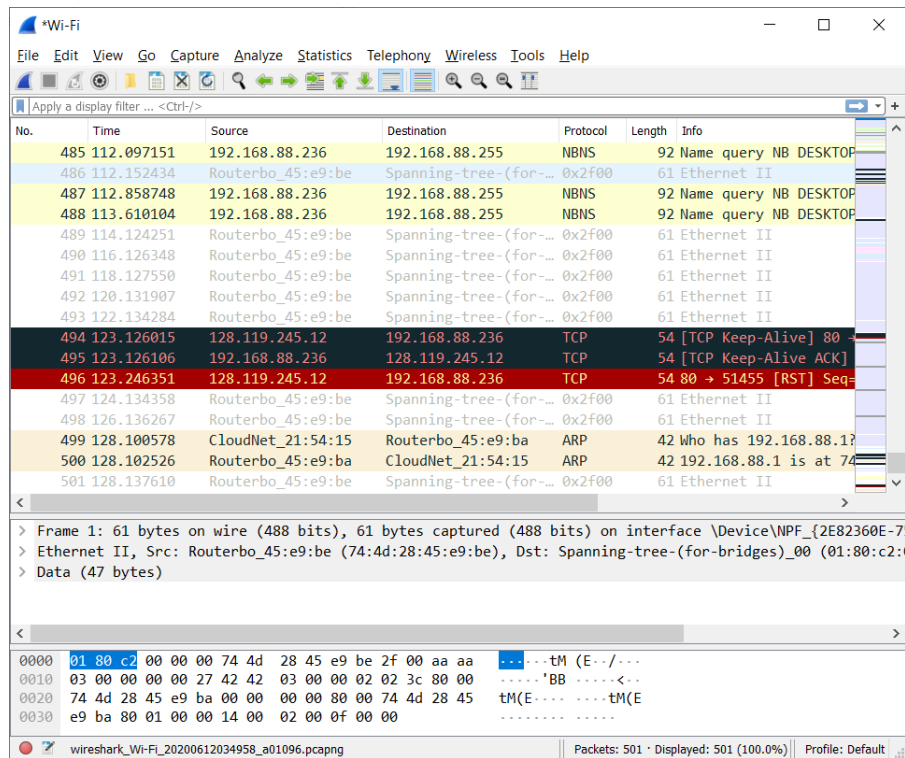 *Wi-Fi
File Edit View Go Capture Analyze Statistics Telephony Wireless Tools Help
Apply a display filter ... <Ctrl-/>
No. Time Source Destination Protocol Length Info
485 112.097151 192.168.88.236 192.168.88.255 NBNS 92 Name query NB DESKTOP
486 112.152434 Routerbo_45:e9:be Spanning-tree-(for-… 0x2f00 61 Ethernet II
487 112.858748 192.168.88.236 192.168.88.255 NBNS 92 Name query NB DESKTOP
488 113.610104 192.168.88.236 192.168.88.255 NBNS 92 Name query NB DESKTOP
489 114.124251 Routerbo_45:e9:be Spanning-tree-(for-… 0x2f00 61 Ethernet II
490 116.126348 Routerbo_45:e9:be Spanning-tree-(for-… 0x2f00 61 Ethernet II
491 118.127550 Routerbo_45:e9:be Spanning-tree-(for-… 0x2f00 61 Ethernet II
492 120.131907 Routerbo_45:e9:be Spanning-tree-(for-… 0x2f00 61 Ethernet II
493 122.134284 Routerbo_45:e9:be Spanning-tree-(for-… 0x2f00 61 Ethernet II
494 123.126015 128.119.245.12 192.168.88.236 TCP 54 [TCP Keep-Alive] 80 →
495 123.126106 192.168.88.236 128.119.245.12 TCP 54 [TCP Keep-Alive ACK]
496 123.246351 128.119.245.12 192.168.88.236 TCP 54 80 → 51455 [RST] Seq=
497 124.134358 Routerbo_45:e9:be Spanning-tree-(for-… 0x2f00 61 Ethernet II
498 126.136267 Routerbo_45:e9:be Spanning-tree-(for-… 0x2f00 61 Ethernet II
499 128.100578 CloudNet_21:54:15 Routerbo_45:e9:ba ARP 42 Who has 192.168.88.1?
500 128.102526 Routerbo_45:e9:ba CloudNet_21:54:15 ARP 42 192.168.88.1 is at 74
501 128.137610 Routerbo_45:e9:be Spanning-tree-(for-… 0x2f00 61 Ethernet II
> Frame 1: 61 bytes on wire (488 bits), 61 bytes captured (488 bits) on interface \Device\NPF_{2E82360E-7
> Ethernet II, Src: Routerbo_45:e9:be (74:4d:28:45:e9:be), Dst: Spanning-tree-(for-bridges)_00 (01:80:c2:
> Data (47 bytes)
0000 01 80 c2 00 00 00 74 4d 28 45 e9 be 2f 00 aa aa ······tM (E··/···
0010 03 00 00 00 00 27 42 42 03 00 00 02 02 3c 80 00 ·····'BB ·····<··
0020 74 4d 28 45 e9 ba 00 00 00 00 80 00 74 4d 28 45 tM(E···· ····tM(E
0030 e9 ba 80 01 00 00 14 00 02 00 0f 00 00 ········ ·····
wireshark_Wi-Fi_20200612034958_a01096.pcapng Packets: 501 · Displayed: 501 (100.0%) Profile: Default